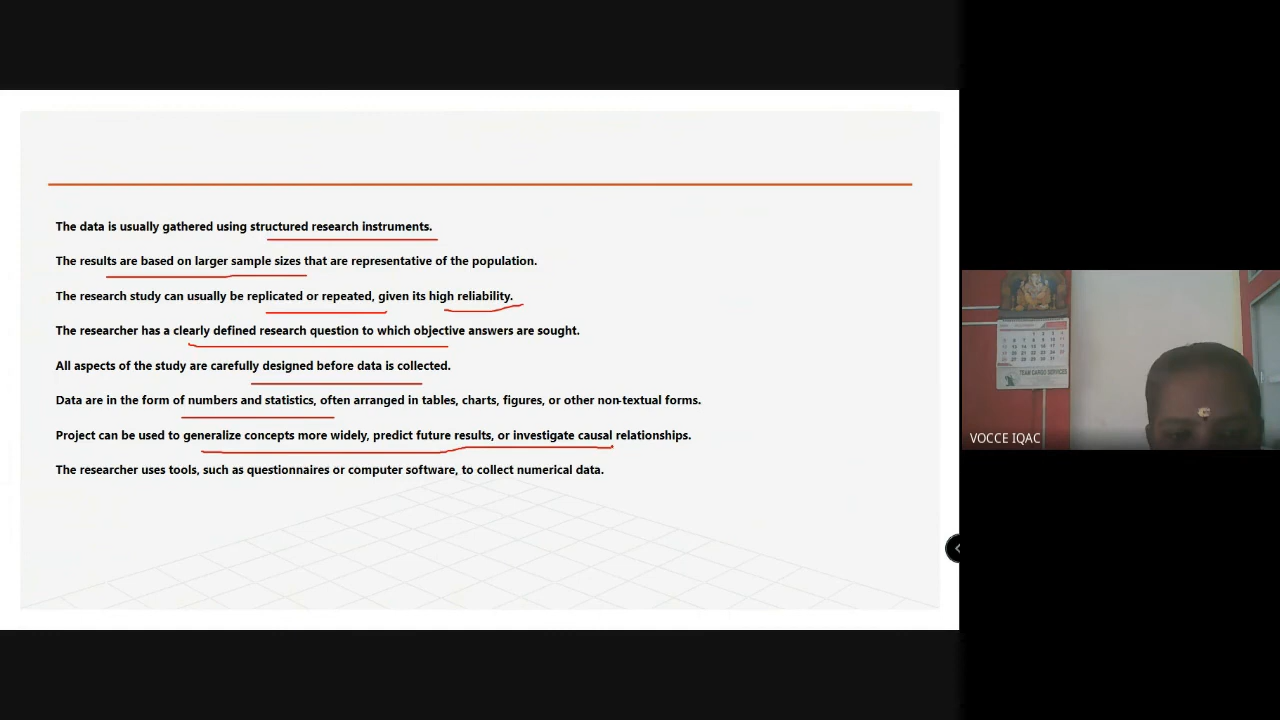 The data is usually gathered using structured research instruments.
The results are based on larger sample sizes that are representative of the population.
The research study can usually be replicated or repeated, given its high reliability.
The researcher has a clearly defined research question to which objective answers are sought.
All aspects of the study are carefully designed before data is collected.
Data are in the form of numbers and statistics, often arranged in tables, charts, figures, or other non-textual forms.
Project can be used to generalize concepts more widely, predict future results, or investigate causal relationships.
The researcher uses tools, such as questionnaires or computer software, to collect numerical data.
TEAM CARGO SERVICES
VOCCE IQAC